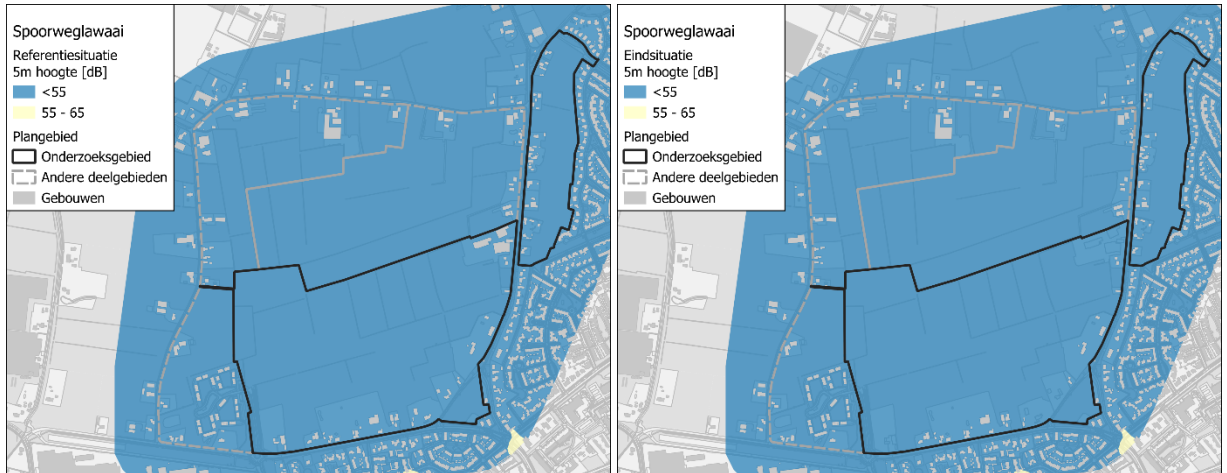 Spoorweglawaai
Referentiesituatie
5m hoogte [dB]
<55
55 - 65
Plangebied
Onderzoeksgebied
Andere deelgebieden
Gebouwen
Spoorweglawaai
Eindsituatie
5m hoogte [dB]
<55
55 - 65
Plangebied
Onderzoeksgebied
Andere deelgebieden
Gebouwen